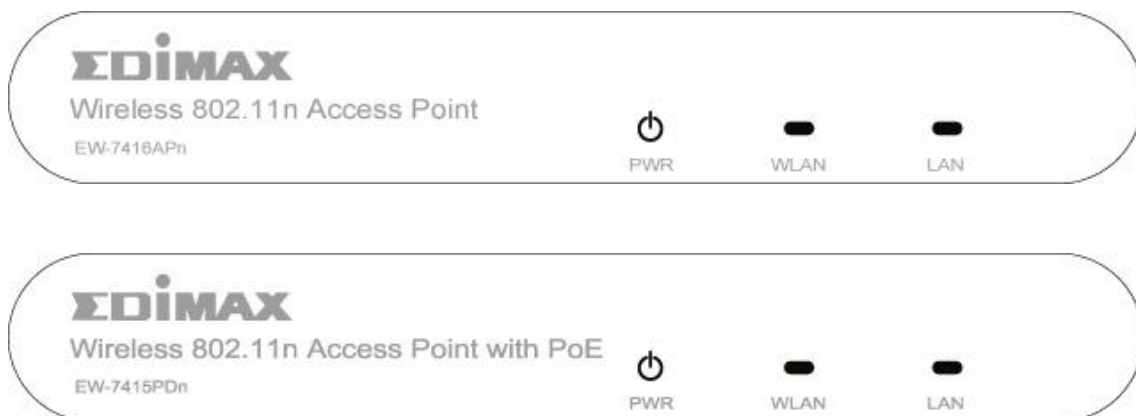 EDIMAX
Wireless 802.11n Access Point
EW-7416APn
PWR WLAN LAN
EDIMAX
Wireless 802.11n Access Point with PoE
EW-7415PDn
PWR WLAN LAN